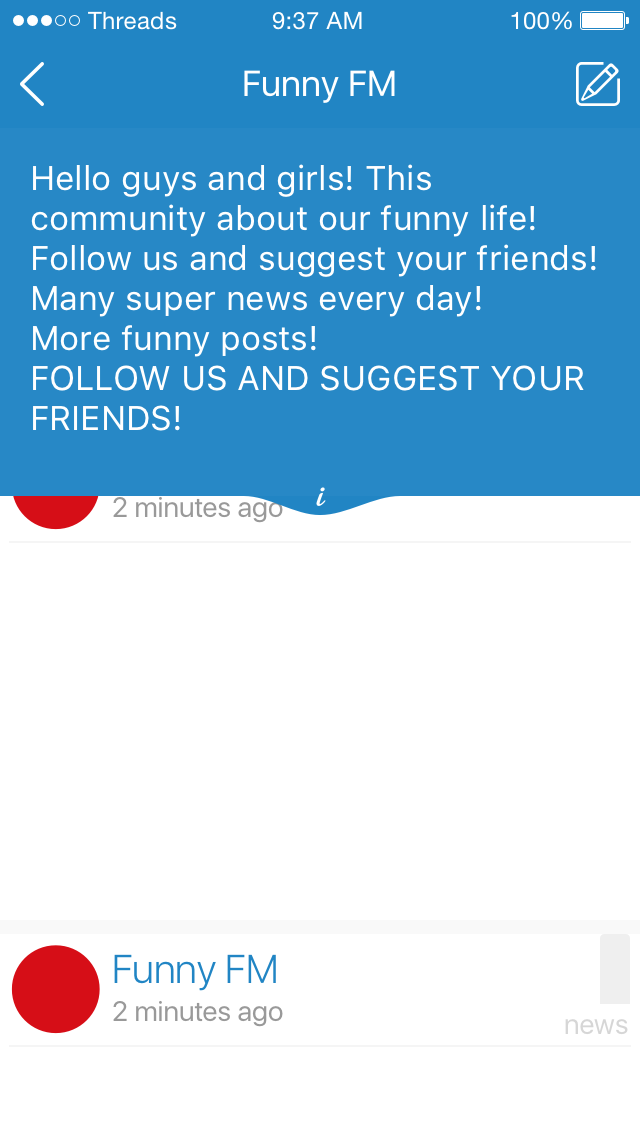 Threads 9:37 AM 100%
Funny FM
Hello guys and girls! This
community about our funny life!
Follow us and suggest your friends!
Many super news every day!
More funny posts!
FOLLOW US AND SUGGEST YOUR
FRIENDS!
i
2 minutes ago
Funny FM
2 minutes ago
news